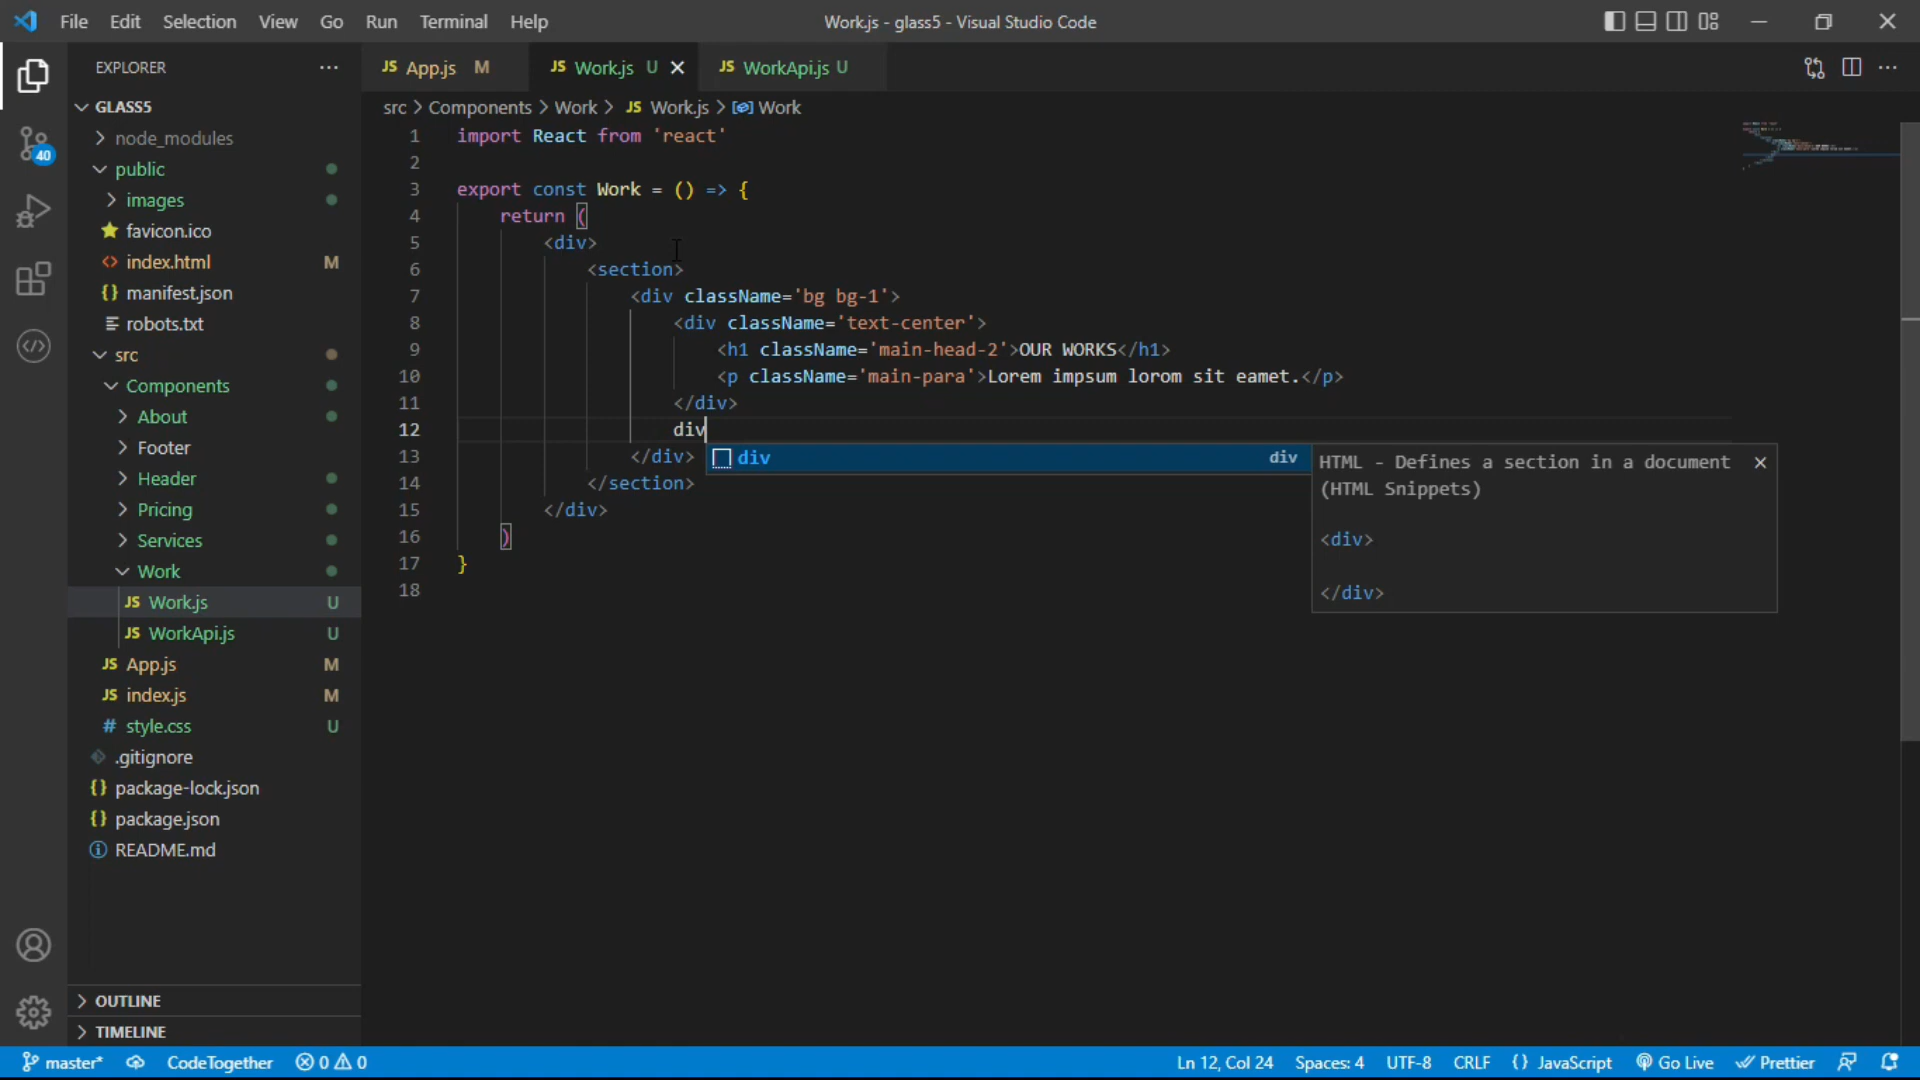 File Edit Selection View Go Run Terminal Help
Work.js - glass5 - Visual Studio Code
EXPLORER
GLASS5
node_modules
public
images
favicon.ico
index.html M
manifest.json
robots.txt
src
Components
About
Footer
Header
Pricing
Services
Work
JS Work.js U
JS WorkApi.js U
JS App.js M
JS index.js M
# style.css U
.gitignore
{} package-lock.json
{} package.json
README.md
OUTLINE
TIMELINE
JS App.js M JS Work.js U JS WorkApi.js U
src > Components > Work > JS Work.js > Work
1 import React from 'react'
2
3 export const Work = () => {
4 return (
5 <div>
6 <section>
7 <div className='bg bg-1'>
8 <div className='text-center'>
9 <h1 className='main-head-2'>OUR WORKS</h1>
10 <p className='main-para'>Lorem impsum lorom sit eamet.</p>
11 </div>
12 div
13 </div>
14 </section>
15 </div>
16 )
17 }
18
div div
HTML - Defines a section in a document
(HTML Snippets)
<div>
</div>
40
master* CodeTogether 0 0 Ln 12, Col 24 Spaces: 4 UTF-8 CRLF {} JavaScript Go Live Prettier